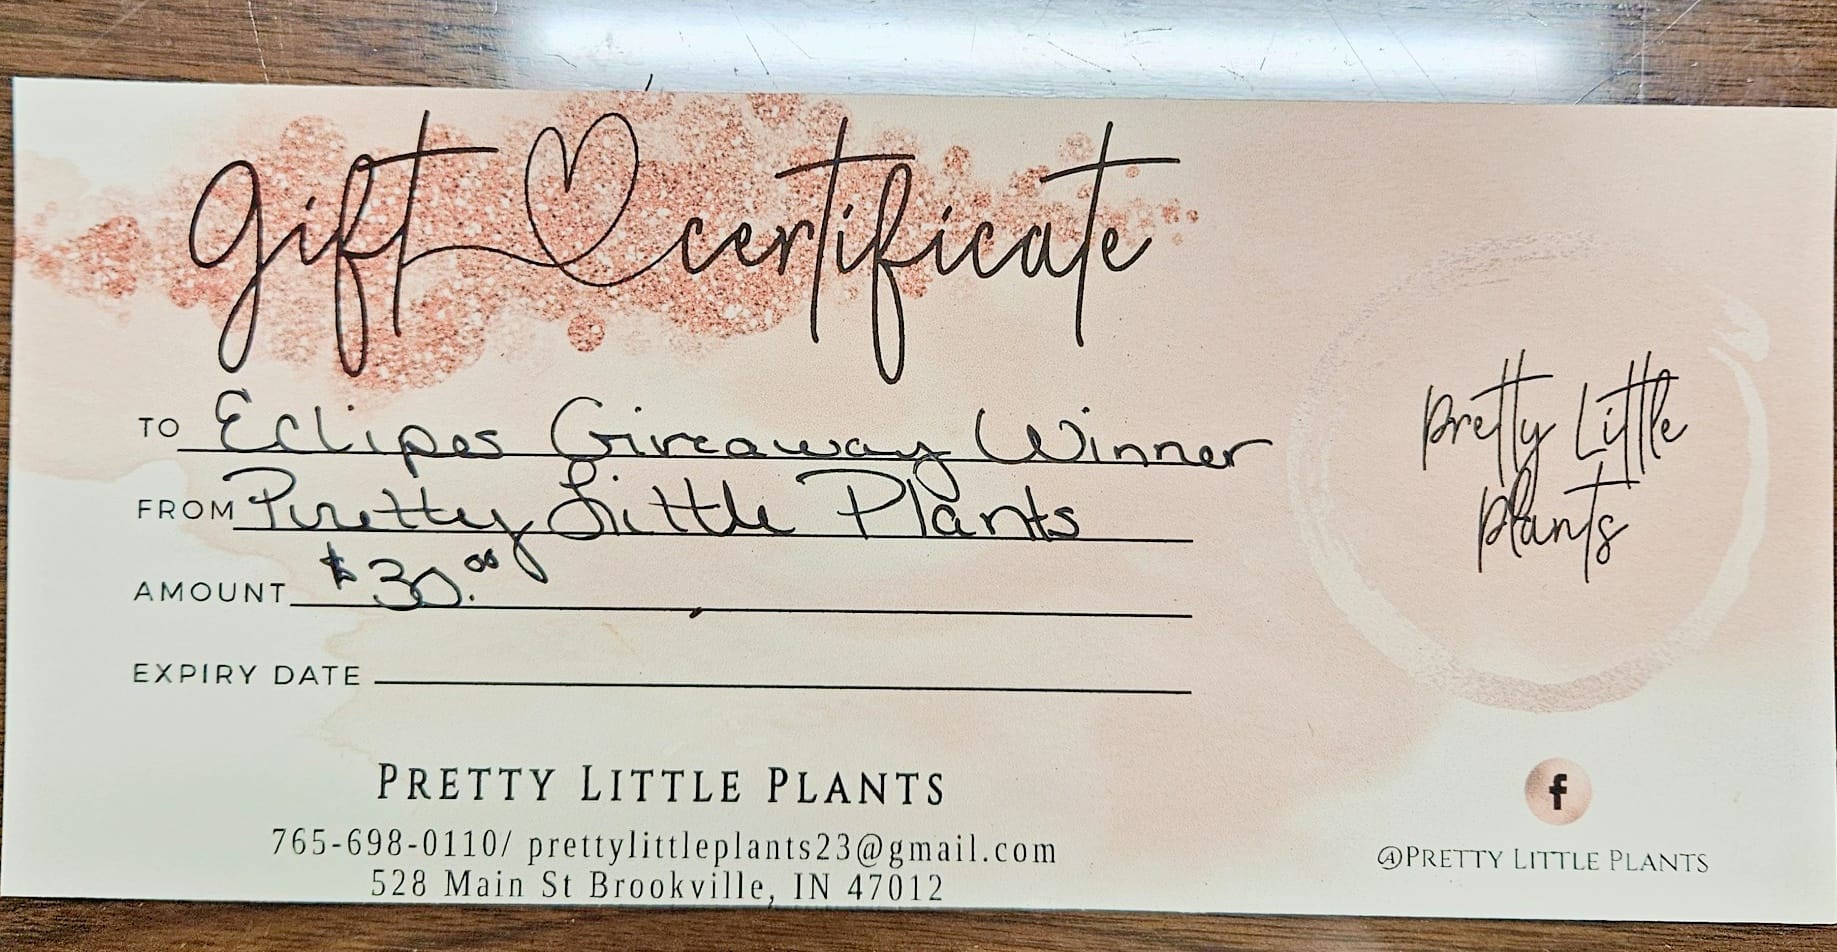 gift certificate
TO Eclipes Giveaway Winner
FROM Pretty Little Plants
AMOUNT $30.00
EXPIRY DATE
Pretty Little
Plants
PRETTY LITTLE PLANTS
765-698-0110/ prettylittleplants23@gmail.com
528 Main St Brookville, IN 47012
f
@PRETTY LITTLE PLANTS